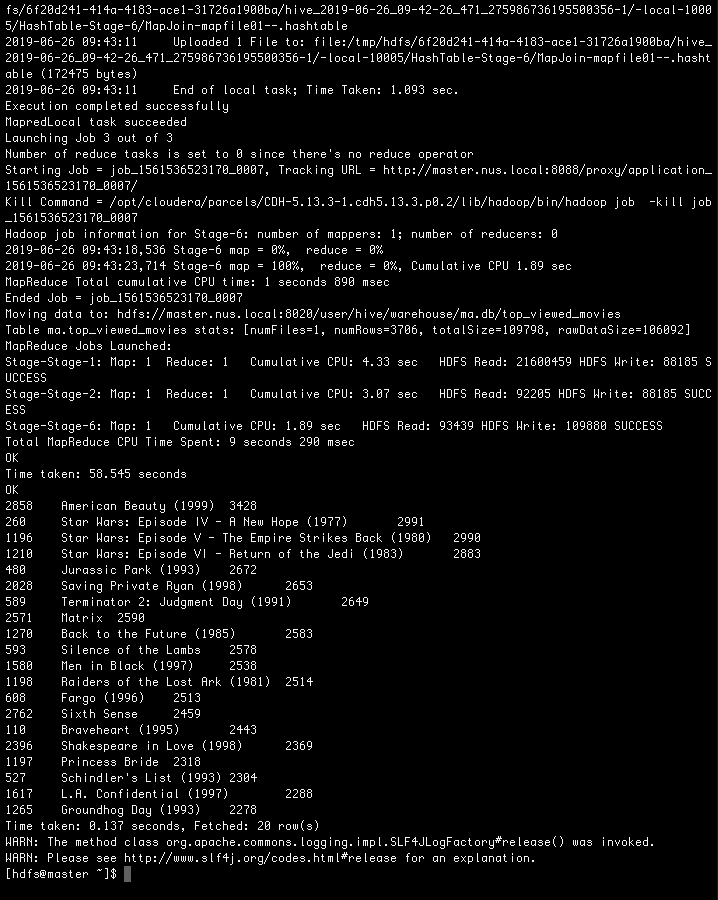 fs/6f20d241-414a-4183-ace1-31726a1900ba/hive_2019-06-26_09-42-26_471_275986736195500356-1/-local-1000
5/HashTable-Stage-6/MapJoin-mapfile01--.hashtable
2019-06-26 09:43:11     Uploaded 1 File to: file:/tmp/hdfs/6f20d241-414a-4183-ace1-31726a1900ba/hive_
2019-06-26_09-42-26_471_275986736195500356-1/-local-10005/HashTable-Stage-6/MapJoin-mapfile01--.hasht
able (172475 bytes)
2019-06-26 09:43:11     End of local task; Time Taken: 1.093 sec.
Execution completed successfully
MapredLocal task succeeded
Launching Job 3 out of 3
Number of reduce tasks is set to 0 since there's no reduce operator
Starting Job = job_1561536523170_0007, Tracking URL = http://master.nus.local:8088/proxy/application_
1561536523170_0007/
Kill Command = /opt/cloudera/parcels/CDH-5.13.3-1.cdh5.13.3.p0.2/lib/hadoop/bin/hadoop job  -kill job
_1561536523170_0007
Hadoop job information for Stage-6: number of mappers: 1; number of reducers: 0
2019-06-26 09:43:18,536 Stage-6 map = 0%,  reduce = 0%
2019-06-26 09:43:23,714 Stage-6 map = 100%,  reduce = 0%, Cumulative CPU 1.89 sec
MapReduce Total cumulative CPU time: 1 seconds 890 msec
Ended Job = job_1561536523170_0007
Moving data to: hdfs://master.nus.local:8020/user/hive/warehouse/ma.db/top_viewed_movies
Table ma.top_viewed_movies stats: [numFiles=1, numRows=3706, totalSize=109798, rawDataSize=106092]
MapReduce Jobs Launched:
Stage-Stage-1: Map: 1  Reduce: 1   Cumulative CPU: 4.33 sec   HDFS Read: 21600459 HDFS Write: 88185 S
UCCESS
Stage-Stage-2: Map: 1  Reduce: 1   Cumulative CPU: 3.07 sec   HDFS Read: 92205 HDFS Write: 88185 SUCC
ESS
Stage-Stage-6: Map: 1   Cumulative CPU: 1.89 sec   HDFS Read: 93439 HDFS Write: 109880 SUCCESS
Total MapReduce CPU Time Spent: 9 seconds 290 msec
OK
Time taken: 58.545 seconds
OK
2858    American Beauty (1999)  3428
260     Star Wars: Episode IV - A New Hope (1977)       2991
1196    Star Wars: Episode V - The Empire Strikes Back (1980)   2990
1210    Star Wars: Episode VI - Return of the Jedi (1983)       2883
480     Jurassic Park (1993)    2672
2028    Saving Private Ryan (1998)      2653
589     Terminator 2: Judgment Day (1991)       2649
2571    Matrix  2590
1270    Back to the Future (1985)       2583
593     Silence of the Lambs    2578
1580    Men in Black (1997)     2538
1198    Raiders of the Lost Ark (1981)  2514
608     Fargo (1996)    2513
2762    Sixth Sense     2459
110     Braveheart (1995)       2443
2396    Shakespeare in Love (1998)      2369
1197    Princess Bride  2318
527     Schindler's List (1993) 2304
1617    L.A. Confidential (1997)        2288
1265    Groundhog Day (1993)    2278
Time taken: 0.137 seconds, Fetched: 20 row(s)
WARN: The method class org.apache.commons.logging.impl.SLF4JLogFactory#release() was invoked.
WARN: Please see http://www.slf4j.org/codes.html#release for an explanation.
[hdfs@master ~]$